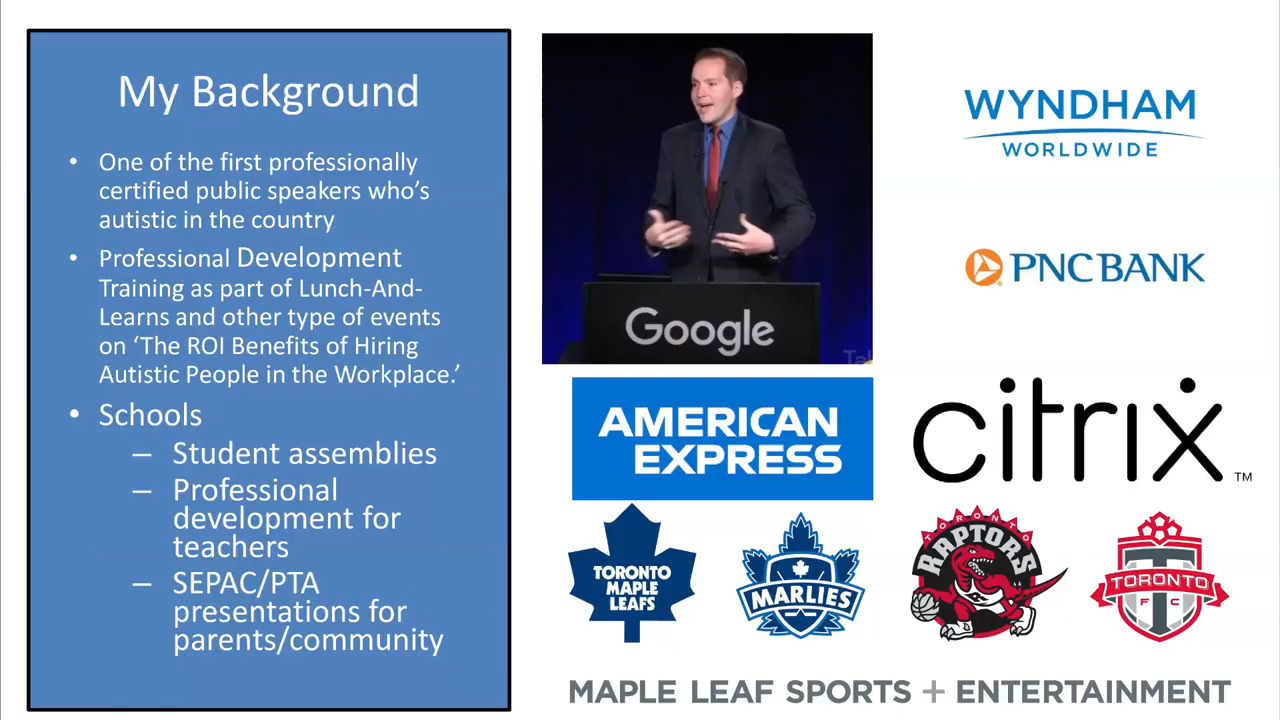 My Background
• One of the first professionally
certified public speakers who’s
autistic in the country
• Professional Development
Training as part of Lunch-And-
Learns and other type of events
on ‘The ROI Benefits of Hiring
Autistic People in the Workplace.’
• Schools
– Student assemblies
– Professional
development for
teachers
– SEPAC/PTA
presentations for
parents/community
Google
WYNDHAM
WORLDWIDE
PNC BANK
AMERICAN
EXPRESS
citrix™
TORONTO
MAPLE
LEAFS
MARLIES
TORONTO
RAPTORS
TORONTO
FC
MAPLE LEAF SPORTS + ENTERTAINMENT